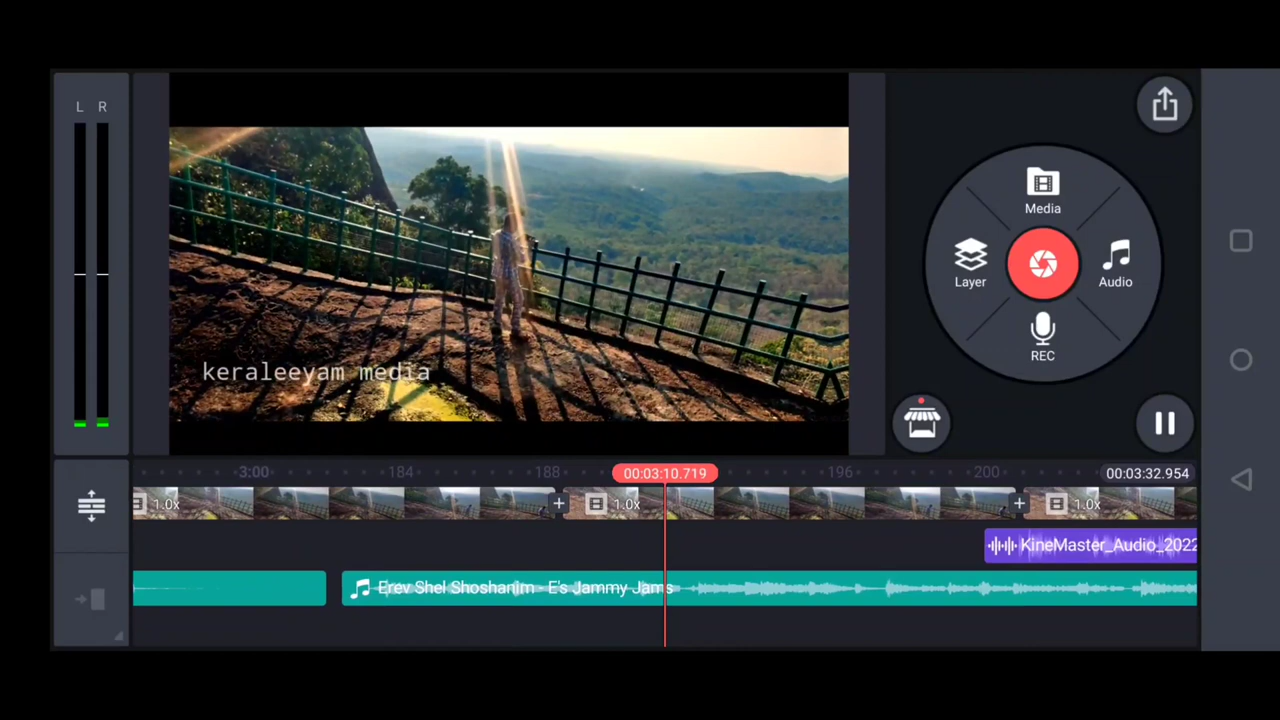 L R
Media
Layer
Audio
REC
keraleeyam media
3:00
184
188
00:03:10.719
196
200
00:03:32.954
1.0x
1.0x
1.0x
KineMaster_Audio_2022
Erev Shel Shoshanim - E's Jammy Jams